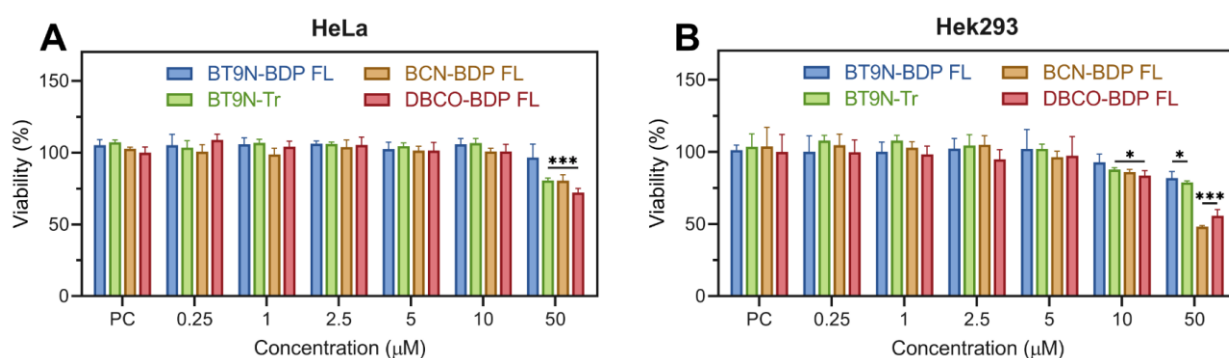 A
HeLa
Viability (%)
150
100
50
0
BT9N-BDP FL
BCN-BDP FL
BT9N-Tr
DBCO-BDP FL
***
PC 0.25 1 2.5 5 10 50
Concentration (μM)
B
Hek293
Viability (%)
150
100
50
0
BT9N-BDP FL
BCN-BDP FL
BT9N-Tr
DBCO-BDP FL
* *
***
PC 0.25 1 2.5 5 10 50
Concentration (μM)